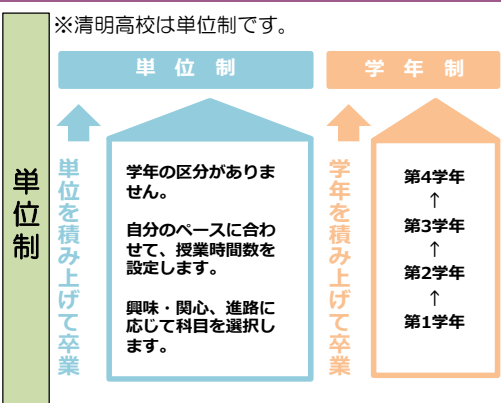 ※清明高校は単位制です。
単位制
単位制
学年制
単位を積み上げて卒業
学年の区分がありま
せん。
自分のペースに合わ
せて、授業時間数を
設定します。
興味・関心、進路に
応じて科目を選択し
ます。
学年を積み上げて卒業
第4学年
↑
第3学年
↑
第2学年
↑
第1学年